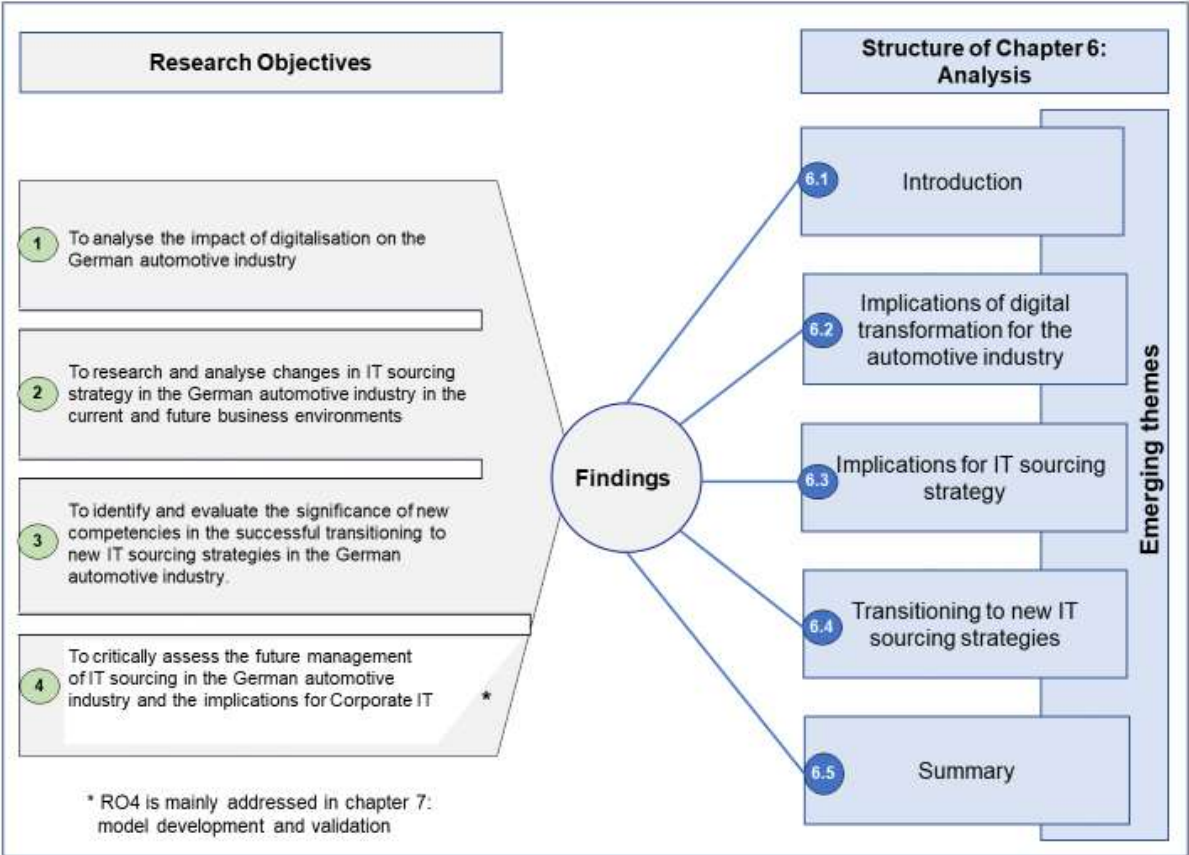 Research Objectives
1
To analyse the impact of digitalisation on the
German automotive industry
2
To research and analyse changes in IT sourcing
strategy in the German automotive industry in the
current and future business environments
3
To identify and evaluate the significance of new
competencies in the successful transitioning to
new IT sourcing strategies in the German
automotive industry.
4
To critically assess the future management
of IT sourcing in the German automotive
industry and the implications for Corporate IT
*
* RO4 is mainly addressed in chapter 7:
model development and validation
Findings
Structure of Chapter 6:
Analysis
6.1
Introduction
6.2
Implications of digital
transformation for the
automotive industry
6.3
Implications for IT sourcing
strategy
6.4
Transitioning to new IT
sourcing strategies
6.5
Summary
Emerging themes